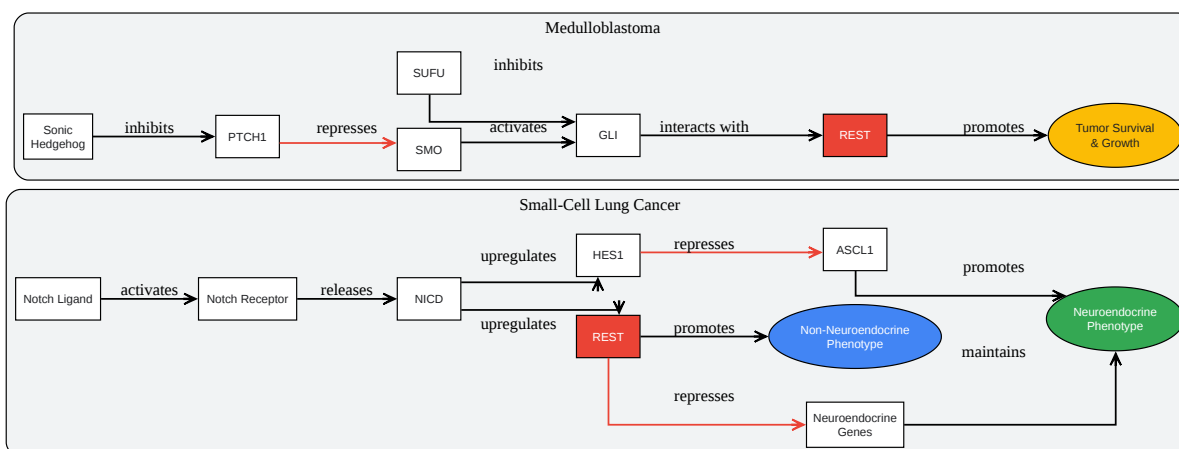 Medulloblastoma
SUFU
inhibits
Sonic
Hedgehog
inhibits
PTCH1
represses
SMO
activates
GLI
interacts with
REST
promotes
Tumor Survival
& Growth
Small-Cell Lung Cancer
Notch Ligand
activates
Notch Receptor
releases
NICD
upregulates
HES1
represses
ASCL1
promotes
upregulates
REST
promotes
Non-Neuroendocrine
Phenotype
Neuroendocrine
Phenotype
maintains
represses
Neuroendocrine
Genes